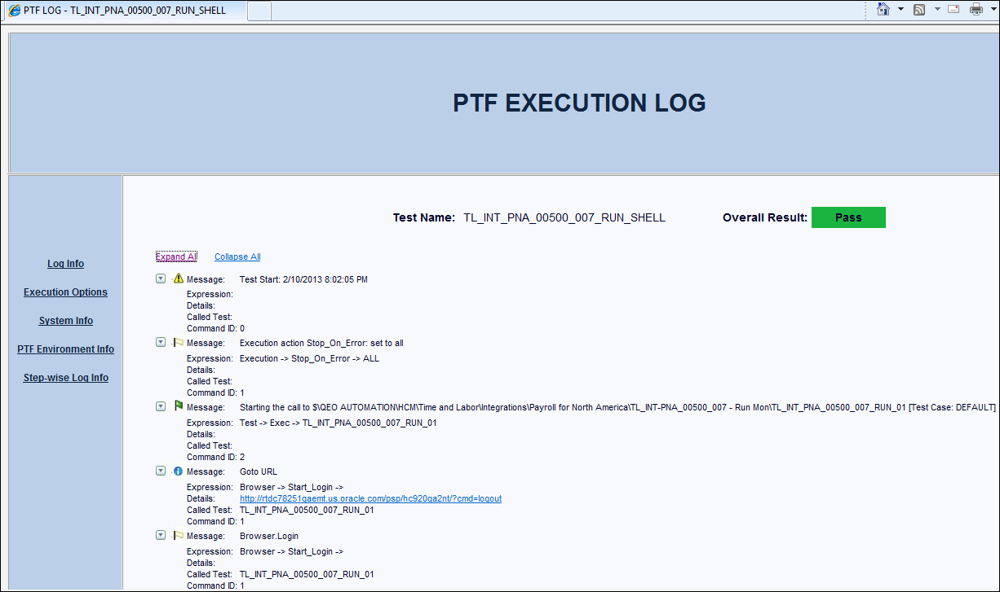 PTF LOG - TL_INT_PNA_00500_007_RUN_SHELL
PTF EXECUTION LOG
Test Name: TL_INT_PNA_00500_007_RUN_SHELL Overall Result: Pass
Log Info
Execution Options
System Info
PTF Environment Info
Step-wise Log Info
Expand All Collapse All
Message: Test Start: 2/10/2013 8:02:05 PM
Expression:
Details:
Called Test:
Command ID: 0
Message: Execution action Stop_On_Error: set to all
Expression: Execution -> Stop_On_Error -> ALL
Details:
Called Test:
Command ID: 1
Message: Starting the call to $\QEO AUTOMATION\HCM\Time and Labor\Integrations\Payroll for North America\TL_INT-PNA_00500_007 - Run Mon\TL_INT_PNA_00500_007_RUN_01 [Test Case: DEFAULT]
Expression: Test -> Exec -> TL_INT_PNA_00500_007_RUN_01
Details:
Called Test:
Command ID: 2
Message: Goto URL
Expression: Browser -> Start_Login ->
Details: http://rtdc78251qaemt.us.oracle.com/psp/hc920qa2nt/?cmd=logout
Called Test: TL_INT_PNA_00500_007_RUN_01
Command ID: 1
Message: Browser.Login
Expression: Browser -> Start_Login ->
Details:
Called Test: TL_INT_PNA_00500_007_RUN_01
Command ID: 1